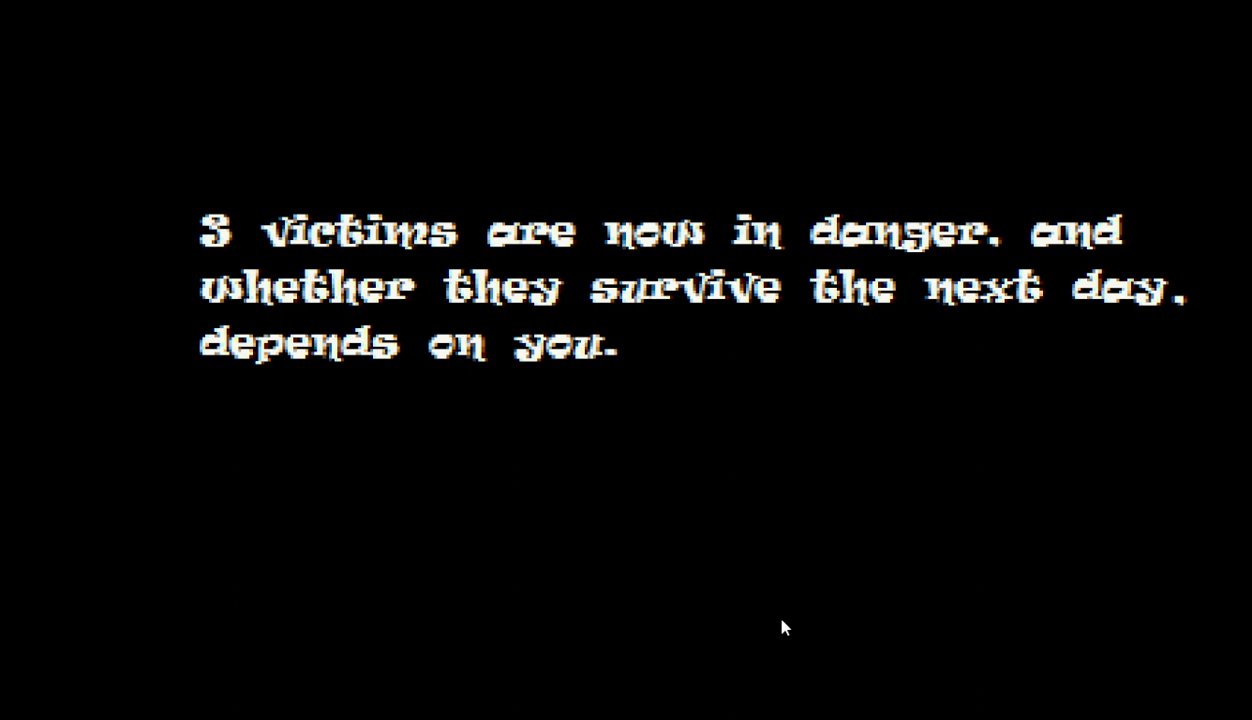 3 victims are now in danger, and
whether they survive the next day,
depends on you.